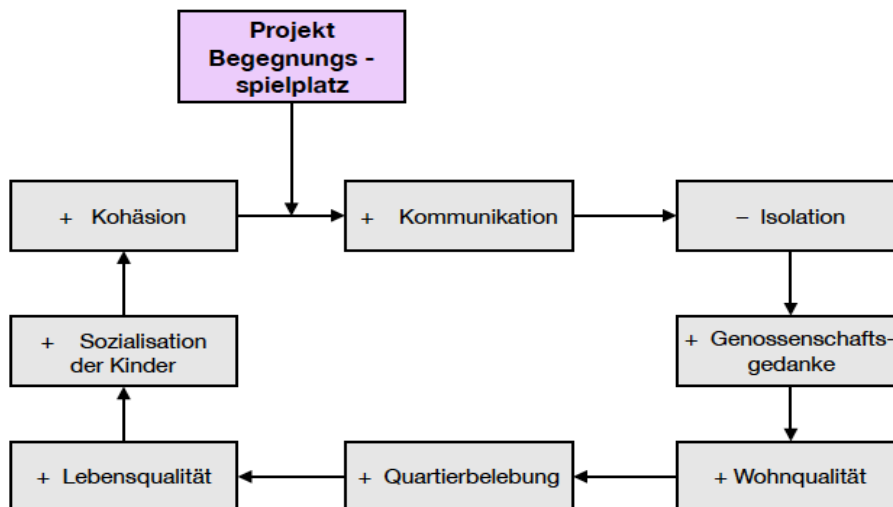 Projekt
Begegnungs -
spielplatz
+ Kohäsion
+ Kommunikation
– Isolation
+ Genossenschafts-
gedanke
+ Wohnqualität
+ Quartierbelebung
+ Lebensqualität
+ Sozialisation
der Kinder